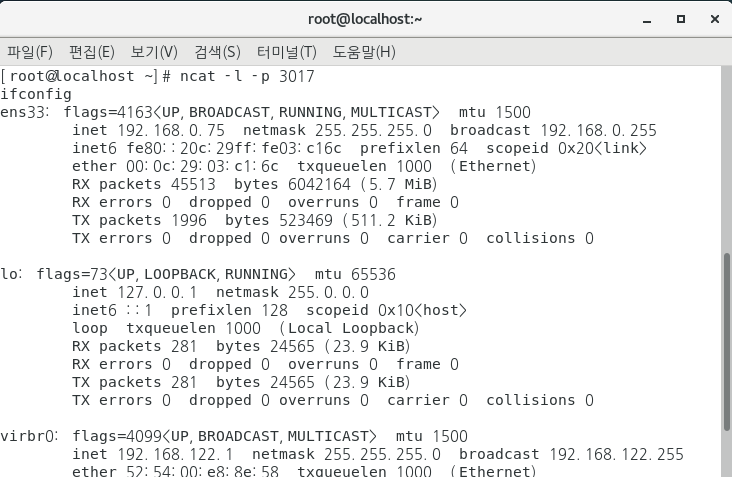 root@localhost:~
파일(F) 편집(E) 보기(V) 검색(S) 터미널(T) 도움말(H)
[root@localhost ~]# ncat -l -p 3017
ifconfig
ens33: flags=4163<UP,BROADCAST,RUNNING,MULTICAST>  mtu 1500
        inet 192.168.0.75  netmask 255.255.255.0  broadcast 192.168.0.255
        inet6 fe80::20c:29ff:fe03:c16c  prefixlen 64  scopeid 0x20<link>
        ether 00:0c:29:03:c1:6c  txqueuelen 1000  (Ethernet)
        RX packets 45513  bytes 6042164 (5.7 MiB)
        RX errors 0  dropped 0  overruns 0  frame 0
        TX packets 1996  bytes 523469 (511.2 KiB)
        TX errors 0  dropped 0 overruns 0  carrier 0  collisions 0

lo: flags=73<UP,LOOPBACK,RUNNING>  mtu 65536
        inet 127.0.0.1  netmask 255.0.0.0
        inet6 ::1  prefixlen 128  scopeid 0x10<host>
        loop  txqueuelen 1000  (Local Loopback)
        RX packets 281  bytes 24565 (23.9 KiB)
        RX errors 0  dropped 0  overruns 0  frame 0
        TX packets 281  bytes 24565 (23.9 KiB)
        TX errors 0  dropped 0 overruns 0  carrier 0  collisions 0

virbr0: flags=4099<UP,BROADCAST,MULTICAST>  mtu 1500
        inet 192.168.122.1  netmask 255.255.255.0  broadcast 192.168.122.255
        ether 52:54:00:e8:8e:58  txqueuelen 1000  (Ethernet)